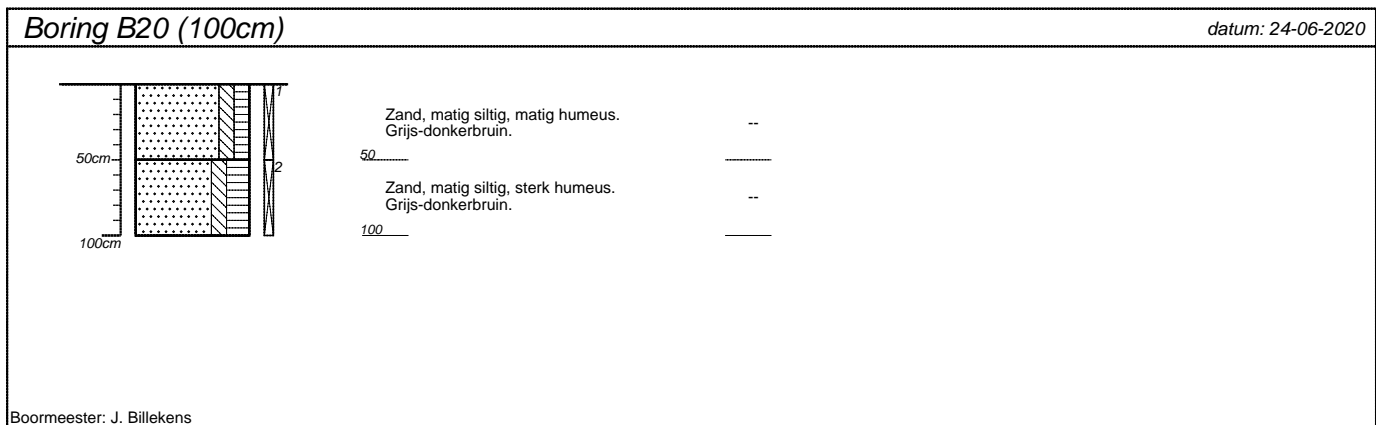 Boring B20 (100cm)
datum: 24-06-2020
1
Zand, matig siltig, matig humeus.
Grijs-donkerbruin.
--
50cm
50
2
Zand, matig siltig, sterk humeus.
Grijs-donkerbruin.
--
100cm
100
Boormeester: J. Billekens